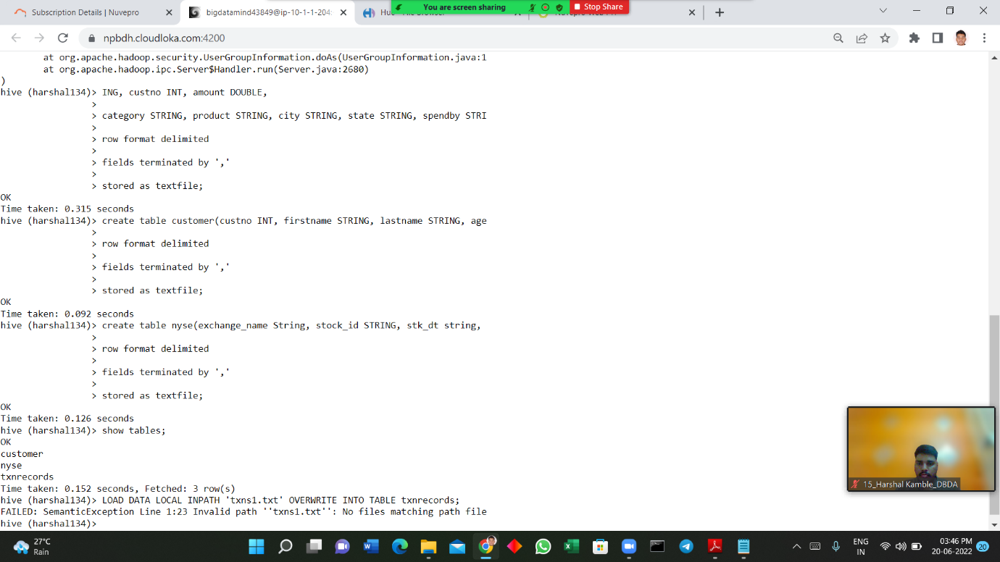 Subscription Details | Nuvepro
bigdatamind43849@ip-10-1-1-204:
You are screen sharing
Stop Share
npbdh.cloudloka.com:4200
at org.apache.hadoop.security.UserGroupInformation.doAs(UserGroupInformation.java:1
at org.apache.hadoop.ipc.Server$Handler.run(Server.java:2680)
)
hive (harshal134)> ING, custno INT, amount DOUBLE,
>
> category STRING, product STRING, city STRING, state STRING, spendby STRI
>
> row format delimited
>
> fields terminated by ','
>
> stored as textfile;
OK
Time taken: 0.315 seconds
hive (harshal134)> create table customer(custno INT, firstname STRING, lastname STRING, age
>
> row format delimited
>
> fields terminated by ','
>
> stored as textfile;
OK
Time taken: 0.092 seconds
hive (harshal134)> create table nyse(exchange_name String, stock_id STRING, stk_dt string,
>
> row format delimited
>
> fields terminated by ','
>
> stored as textfile;
OK
Time taken: 0.126 seconds
hive (harshal134)> show tables;
OK
customer
nyse
txnrecords
Time taken: 0.152 seconds, Fetched: 3 row(s)
hive (harshal134)> LOAD DATA LOCAL INPATH 'txns1.txt' OVERWRITE INTO TABLE txnrecords;
FAILED: SemanticException Line 1:23 Invalid path ''txns1.txt'': No files matching path file
hive (harshal134)>
15_Harshal Kamble_DBDA
27°C
Rain
ENG
IN
03:46 PM
20-06-2022
20